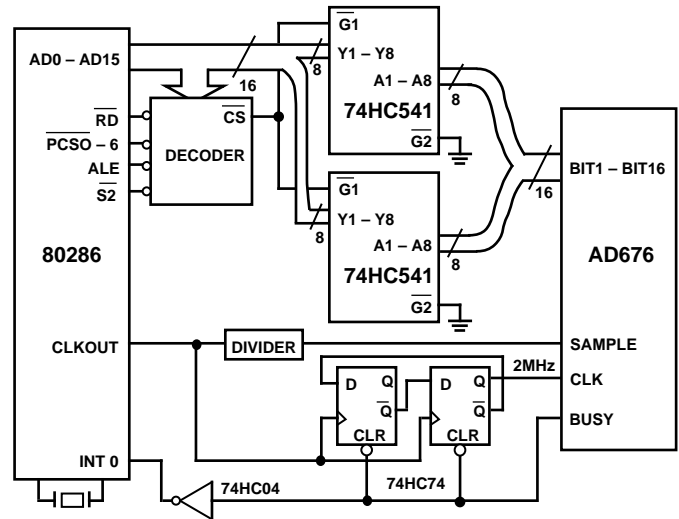 80286
AD0 – AD15
RD
PCSO – 6
ALE
S2
CLKOUT
INT 0
DECODER
CS
16
8
G1
Y1 – Y8
A1 – A8
74HC541
G2
8
8
G1
Y1 – Y8
A1 – A8
74HC541
G2
8
16
BIT1 – BIT16
AD676
SAMPLE
CLK
BUSY
DIVIDER
2MHz
D Q
Q
CLR
D Q
Q
CLR
74HC04
74HC74